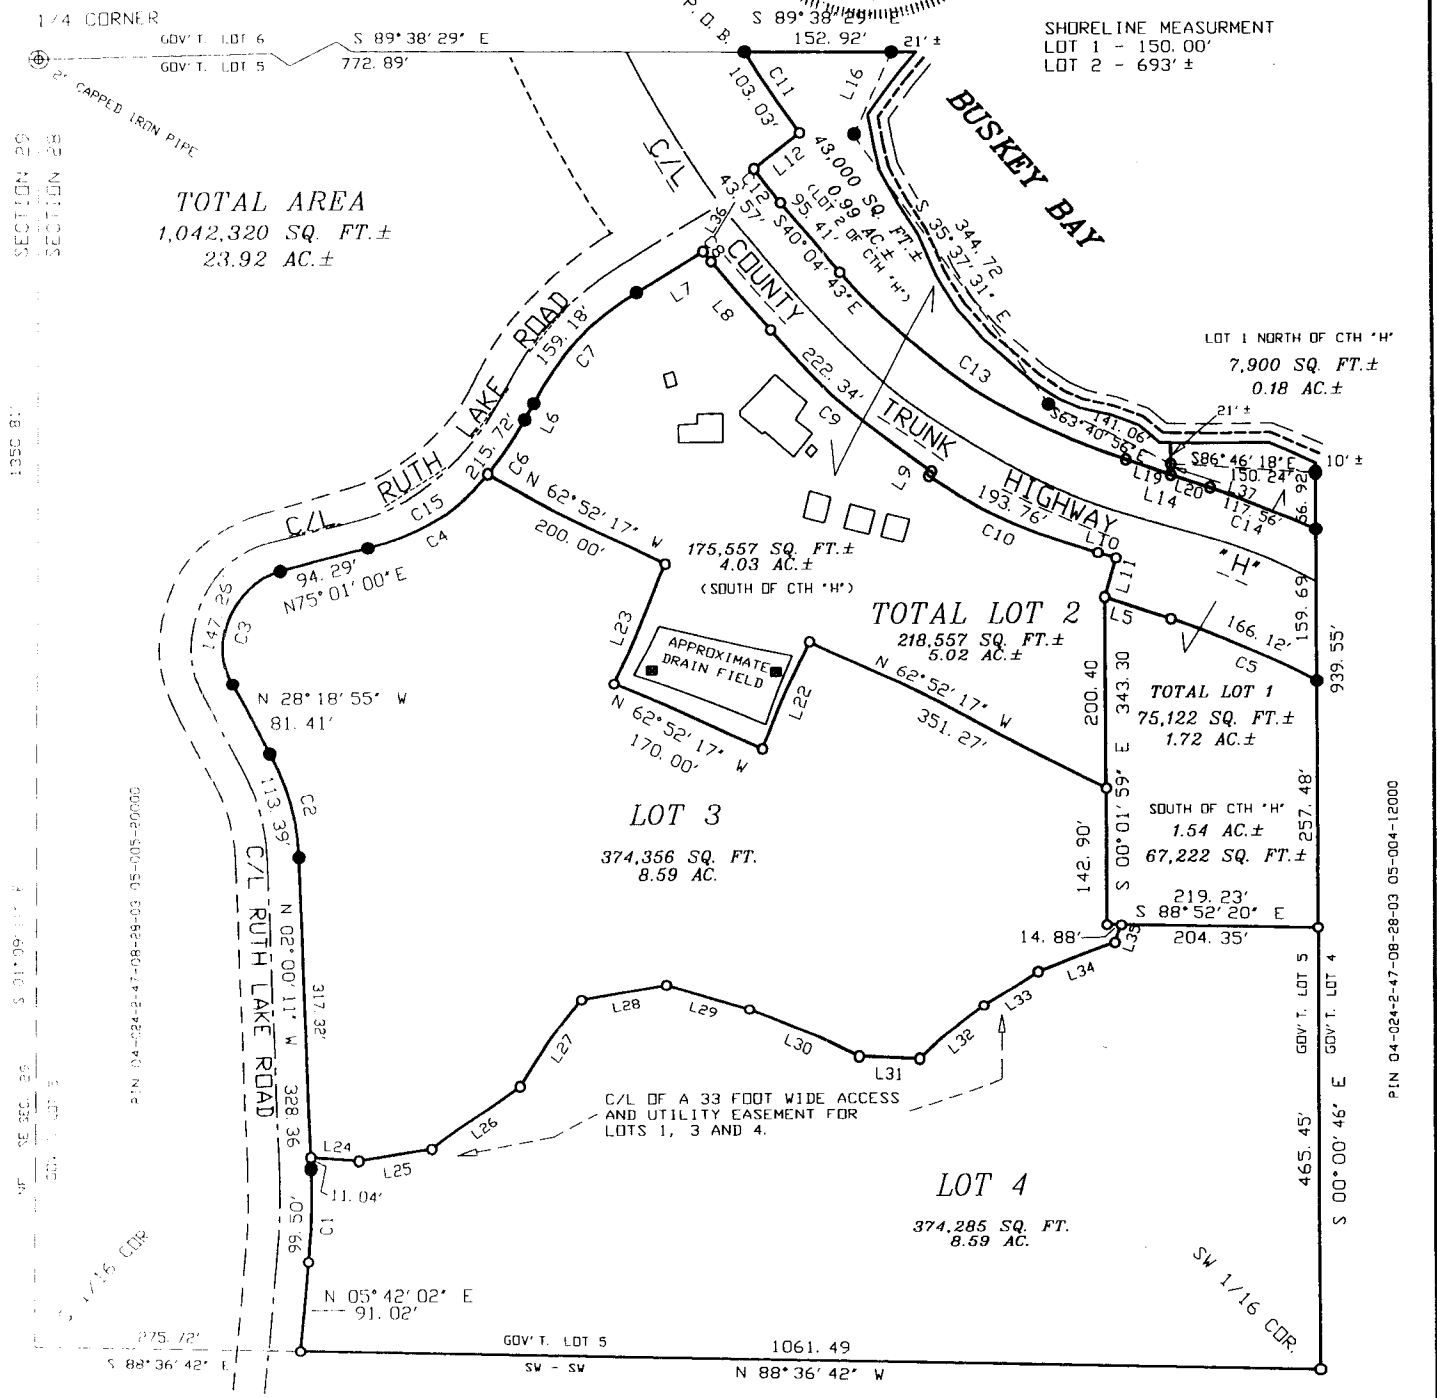 1/4 CORNER
GOV'T. LOT 6
GOV'T. LOT 5
S 89°38'29" E
772.89'
P.O.B.
S 89°38'29" E
152.92'
21'±
SHORELINE MEASURMENT
LOT 1 - 150.00'
LOT 2 - 693'±
2" CAPPED IRON PIPE
SECTION 29
SECTION 28
TOTAL AREA
1,042,320 SQ. FT.±
23.92 AC.±
C11
103.03'
L16
L12
C12
43.57'
S40°04'43"E
95.41'
43,000 SQ. FT.±
0.99 AC.±
(LOT 2 OF CTH "H")
BUSKEY BAY
344.72
S 35°37'31" E
C/L
COUNTY
TRUNK
HIGHWAY
"H"
L36
C8
L7
L8
C/L
RUTH
LAKE
ROAD
159.18'
C7
L6
215.72'
C6
222.34'
C9
C13
LOT 1 NORTH OF CTH "H"
7,900 SQ. FT.±
0.18 AC.±
21'±
141.06'
S63°40'56"E
S86°46'18"E
150.24'
10'±
L19
L14
L20
L37
117.56'
C14
56.92'
L9
193.76'
C10
L10
L11
N 62°52'17" W
200.00'
C15
C4
94.29'
N75°01'00"E
147.26'
C3
175,557 SQ. FT.±
4.03 AC.±
(SOUTH OF CTH "H")
L23
APPROXIMATE
DRAIN FIELD
TOTAL LOT 2
218,557 SQ. FT.±
5.02 AC.±
L5
166.12'
C5
159.69
939.55'
N 28°18'55" W
81.41'
N 62°52'17" W
170.00'
L22
N 62°52'17" W
351.27'
200.40
343.30
S 00°01'59" E
142.90'
TOTAL LOT 1
75,122 SQ. FT.±
1.72 AC.±
SOUTH OF CTH "H"
1.54 AC.±
67,222 SQ. FT.±
257.48'
113.39'
C2
LOT 3
374,356 SQ. FT.
8.59 AC.
219.23'
S 88°52'20" E
204.35'
14.88'
L35
C/L RUTH LAKE ROAD
N 02°00'11" W
317.32'
328.36
L34
L33
L32
L31
L30
L29
L28
L27
L26
L25
L24
11.04'
C/L OF A 33 FOOT WIDE ACCESS
AND UTILITY EASEMENT FOR
LOTS 1, 3 AND 4.
GOV'T. LOT 5
GOV'T. LOT 4
S 00°00'46" E
465.45'
PIN 04-024-2-47-08-28-03 05-004-12000
PIN 04-024-2-47-08-28-03 05-005-20000
C1
99.50'
LOT 4
374,285 SQ. FT.
8.59 AC.
N 05°42'02" E
91.02'
SW 1/16 COR.
1/16 COR
275.72'
S 88°36'42" E
GOV'T. LOT 5
SW - SW
1061.49
N 88°36'42" W